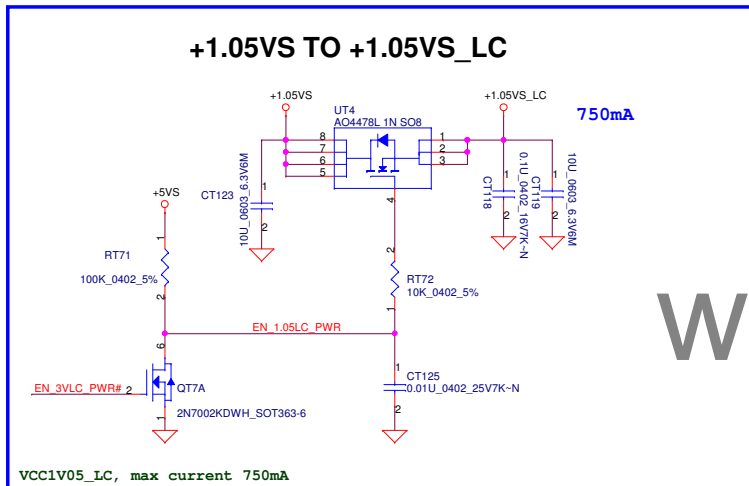 +1.05VS TO +1.05VS_LC
+1.05VS
UT4
AO4478L 1N SO8
+1.05VS_LC
750mA
8
7
6
5
1
2
3
4
CT123
10U_0603_6.3V6M
1
2
1
2
CT118
0.1U_0402_16V7K~N
1
2
CT119
10U_0603_6.3V6M
+5VS
1
RT71
100K_0402_5%
2
2
RT72
10K_0402_5%
1
EN_1.05LC_PWR
6
EN_3VLC_PWR#
2
QT7A
1
2N7002KDWH_SOT363-6
1
CT125
0.01U_0402_25V7K~N
2
W
VCC1V05_LC, max current 750mA